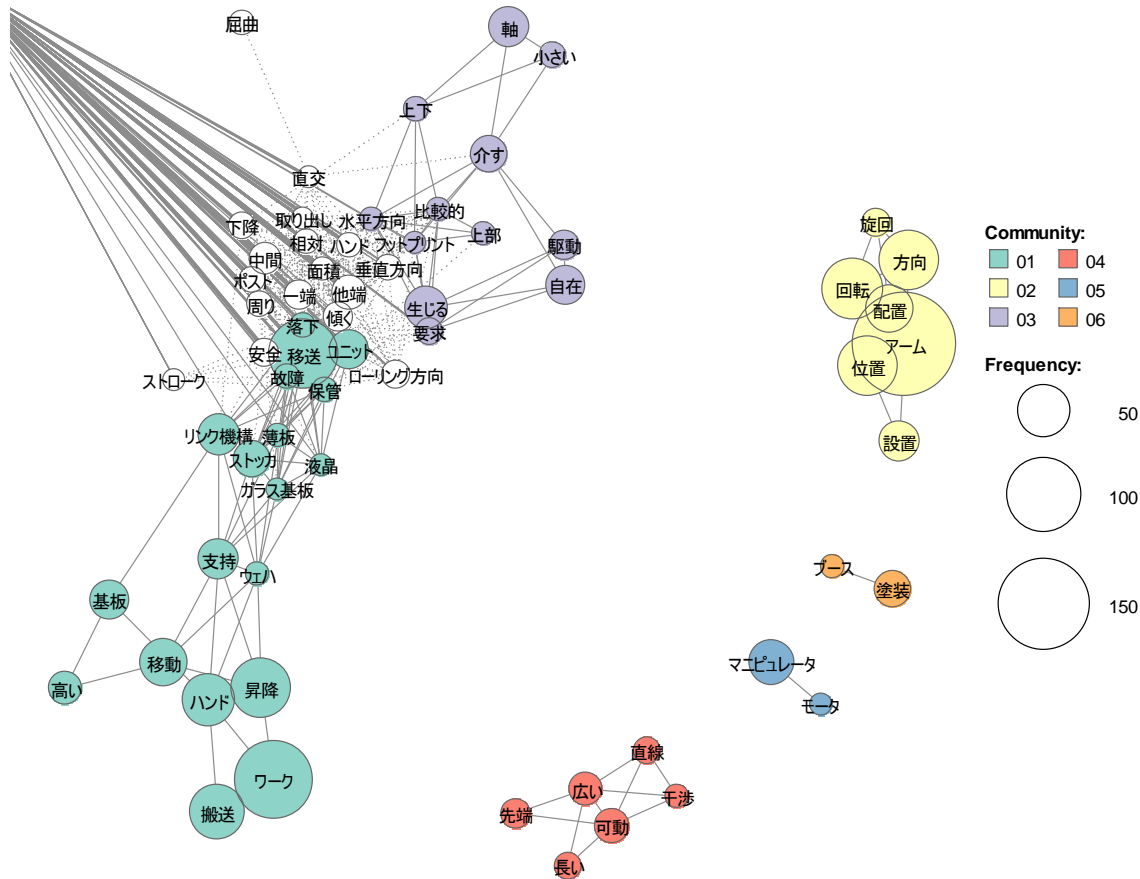 屈曲
軸
小さい
上下
介す
直交
下降
取り出し
水平方向
比較的
上部
駆動
相対
ハンド
フットプリント
中間
面積
垂直方向
ポスト
自在
周り
一端
他端
生じる
傾く
要求
落下
安全
移送
ユニット
ストローク
故障
ローリング方向
保管
リンク機構
薄板
ストッカ
液晶
ガラス基板
支持
ウェハ
基板
移動
高い
ハンド
昇降
ワーク
搬送
旋回
方向
回転
配置
アーム
位置
設置
ブース
塗装
マニピュレータ
モータ
直線
広い
干渉
先端
可動
長い
Community:
01
04
02
05
03
06
Frequency:
50
100
150